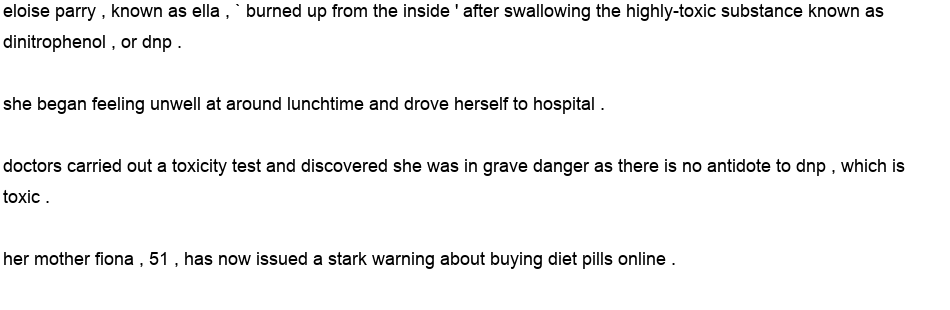 eloise parry , known as ella , ` burned up from the inside ' after swallowing the highly-toxic substance known as
dinitrophenol , or dnp .
she began feeling unwell at around lunchtime and drove herself to hospital .
doctors carried out a toxicity test and discovered she was in grave danger as there is no antidote to dnp , which is
toxic .
her mother fiona , 51 , has now issued a stark warning about buying diet pills online .